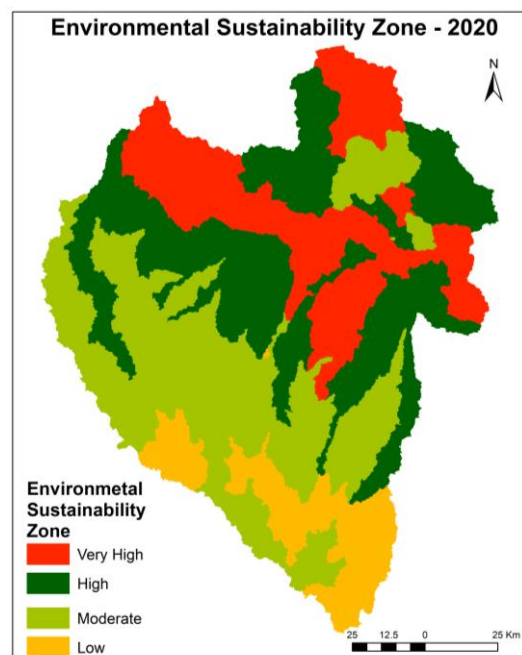 Environmental Sustainability Zone - 2020
N
Environmetal
Sustainability
Zone
Very High
High
Moderate
Low
25 12.5 0 25 Km